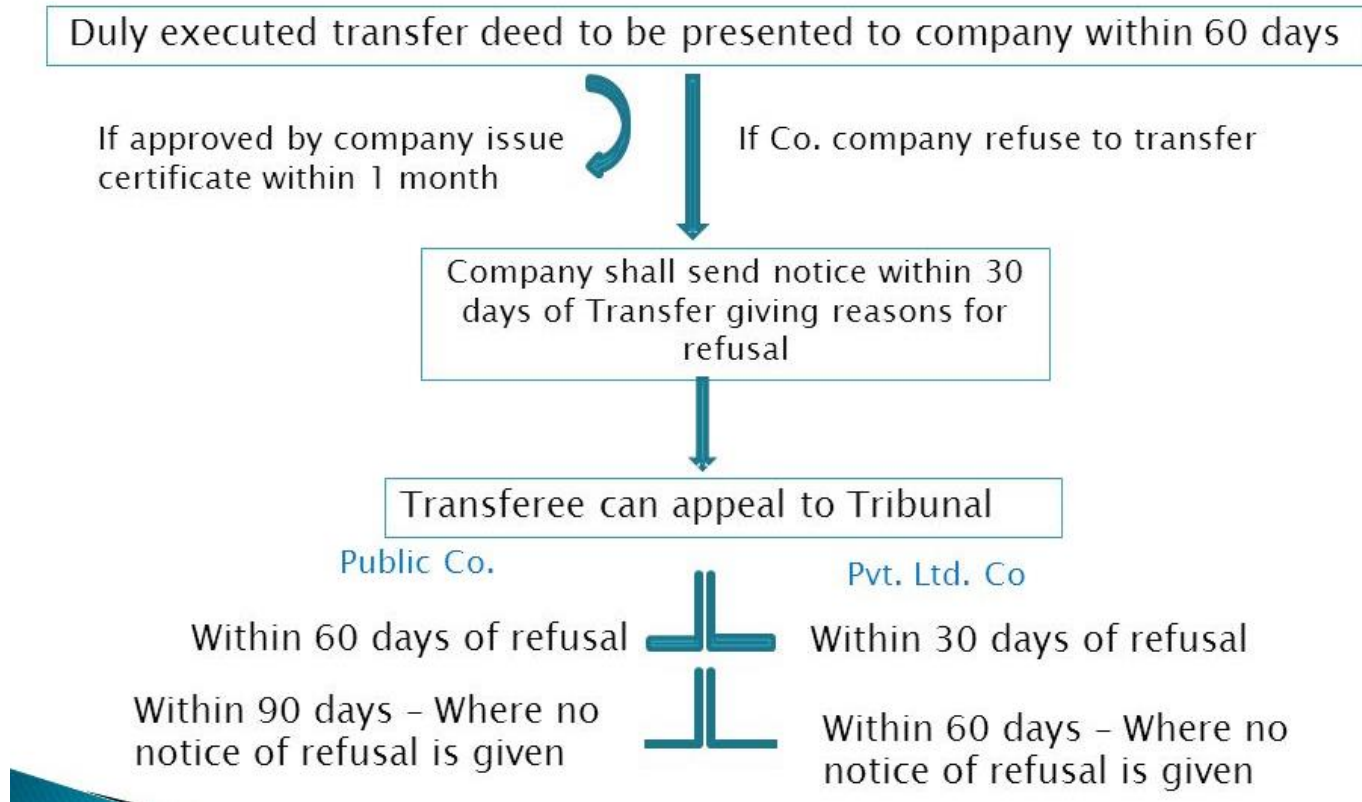 Duly executed transfer deed to be presented to company within 60 days
If approved by company issue
certificate within 1 month
If Co. company refuse to transfer
Company shall send notice within 30
days of Transfer giving reasons for
refusal
Transferee can appeal to Tribunal
Public Co.
Pvt. Ltd. Co
Within 60 days of refusal
Within 30 days of refusal
Within 90 days – Where no
notice of refusal is given
Within 60 days – Where no
notice of refusal is given